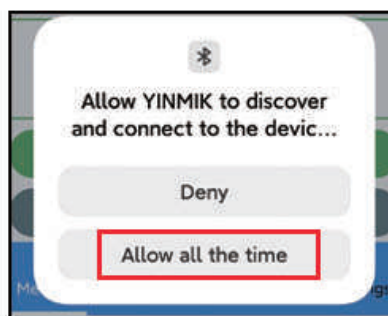 Allow YINMIK to discover
and connect to the devic...
Deny
Allow all the time